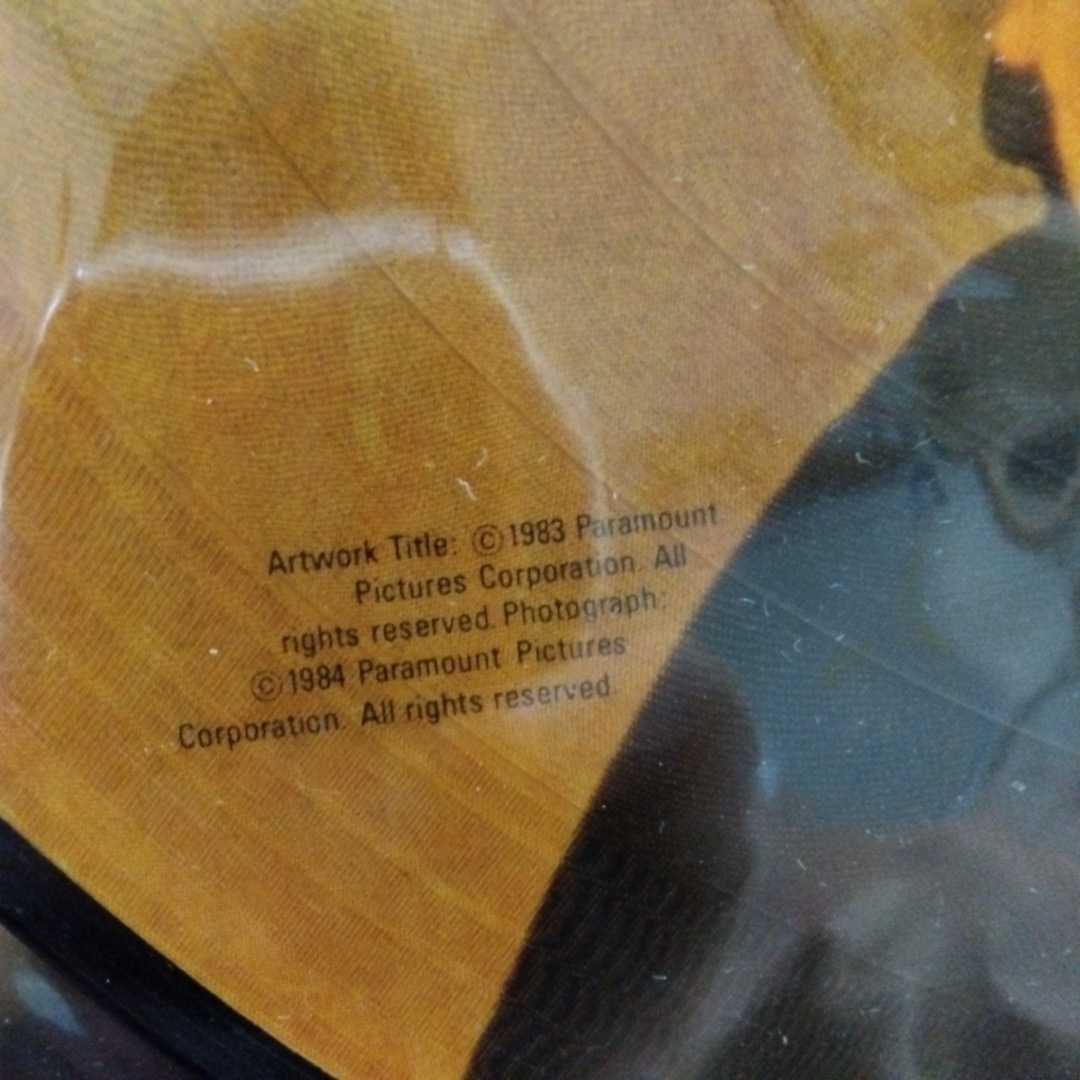 Artwork Title: ©1983 Paramount
Pictures Corporation. All
rights reserved. Photograph:
©1984 Paramount Pictures
Corporation. All rights reserved.